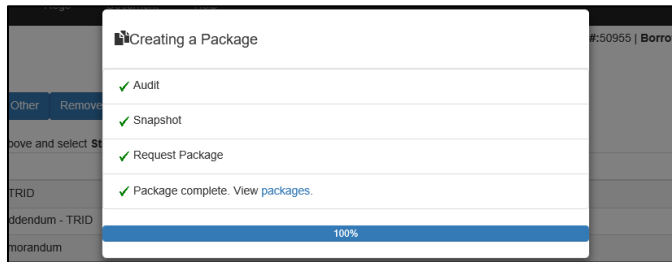 Creating a Package
#:50955 | Borro
Audit
Other Remove
Snapshot
bove and select St
Request Package
TRID
Package complete. View packages.
ddendum - TRID
100%
morandum